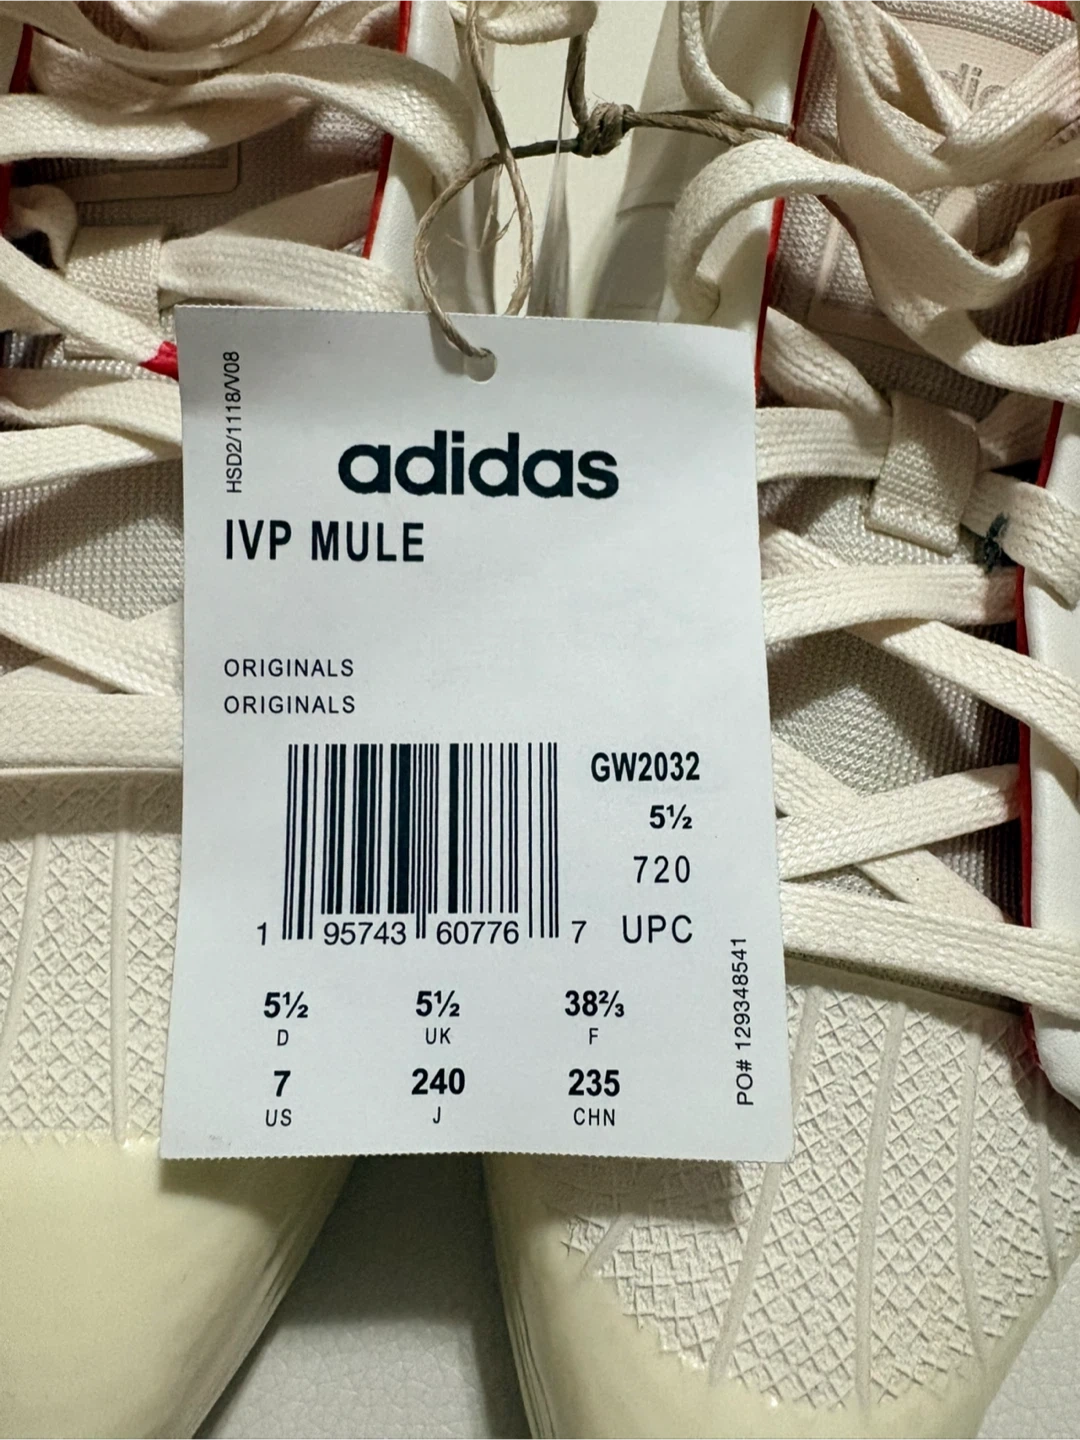 HSD2/1118/V08
adidas
IVP MULE
ORIGINALS
ORIGINALS
GW2032
5½
720
1 95743 60776 7 UPC
5½ 5½ 38⅔
D UK F
7 240 235
US J CHN
PO# 129348541